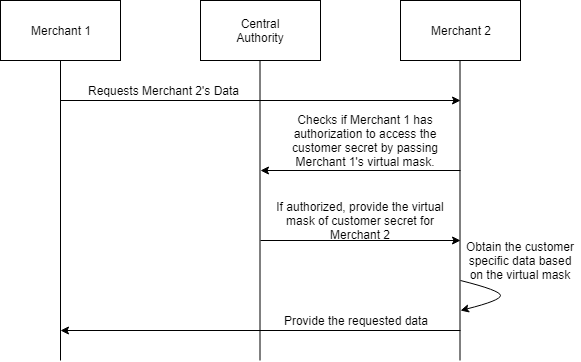 Merchant 1
Central
Authority
Merchant 2
Requests Merchant 2's Data
Checks if Merchant 1 has
authorization to access the
customer secret by passing
Merchant 1's virtual mask.
If authorized, provide the virtual
mask of customer secret for
Merchant 2
Obtain the customer
specific data based
on the virtual mask
Provide the requested data